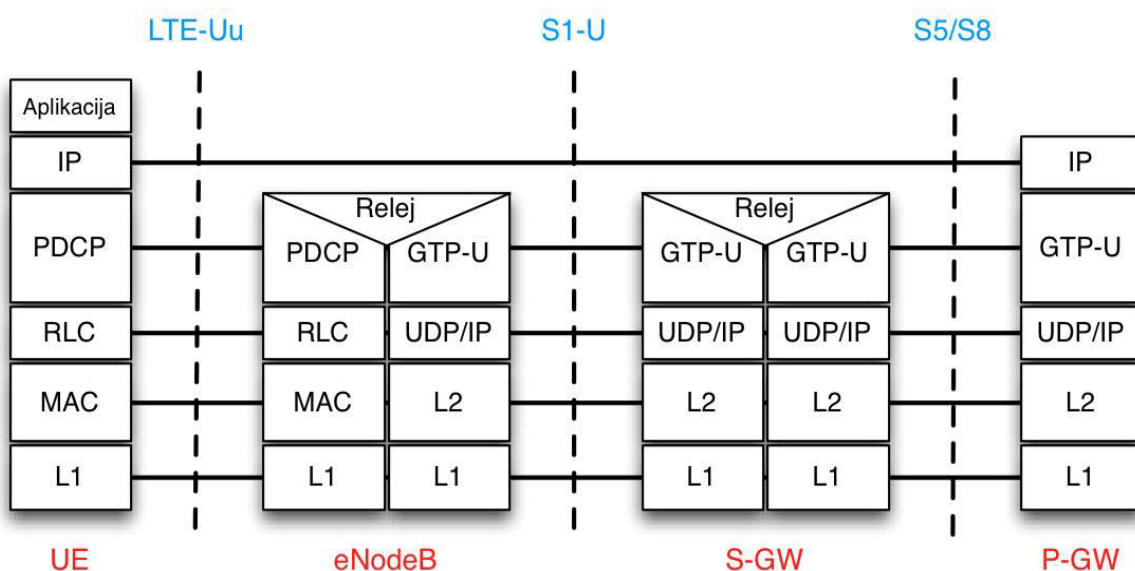 LTE-Uu S1-U S5/S8
Aplikacija
IP IP
Relej Relej
PDCP PDCP GTP-U GTP-U GTP-U GTP-U
RLC RLC UDP/IP UDP/IP UDP/IP UDP/IP
MAC MAC L2 L2 L2 L2
L1 L1 L1 L1 L1 L1
UE eNodeB S-GW P-GW